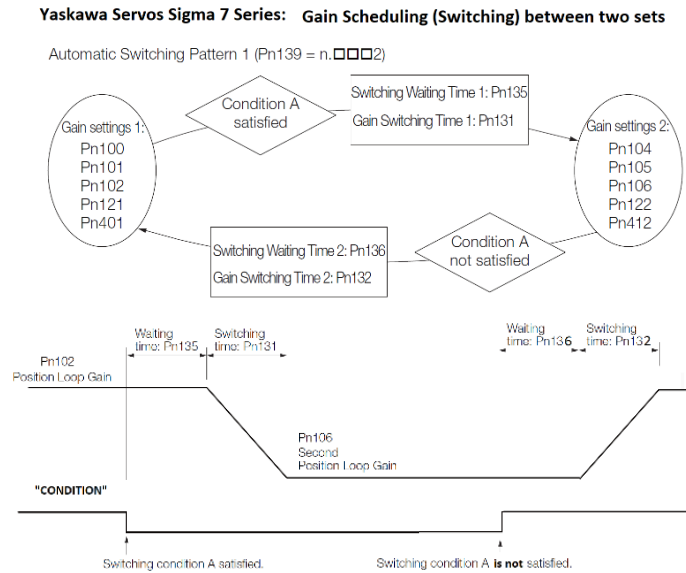 Yaskawa Servos Sigma 7 Series: Gain Scheduling (Switching) between two sets
Automatic Switching Pattern 1 (Pn139 = n.□□□2)
Condition A
satisfied
Switching Waiting Time 1: Pn135
Gain Switching Time 1: Pn131
Gain settings 1:
Pn100
Pn101
Pn102
Pn121
Pn401
Gain settings 2:
Pn104
Pn105
Pn106
Pn122
Pn412
Switching Waiting Time 2: Pn136
Gain Switching Time 2: Pn132
Condition A
not satisfied
Waiting
time: Pn135
Switching
time: Pn131
Waiting
time: Pn136
Switching
time: Pn132
Pn102
Position Loop Gain
Pn106
Second
Position Loop Gain
"CONDITION"
Switching condition A satisfied.
Switching condition A is not satisfied.